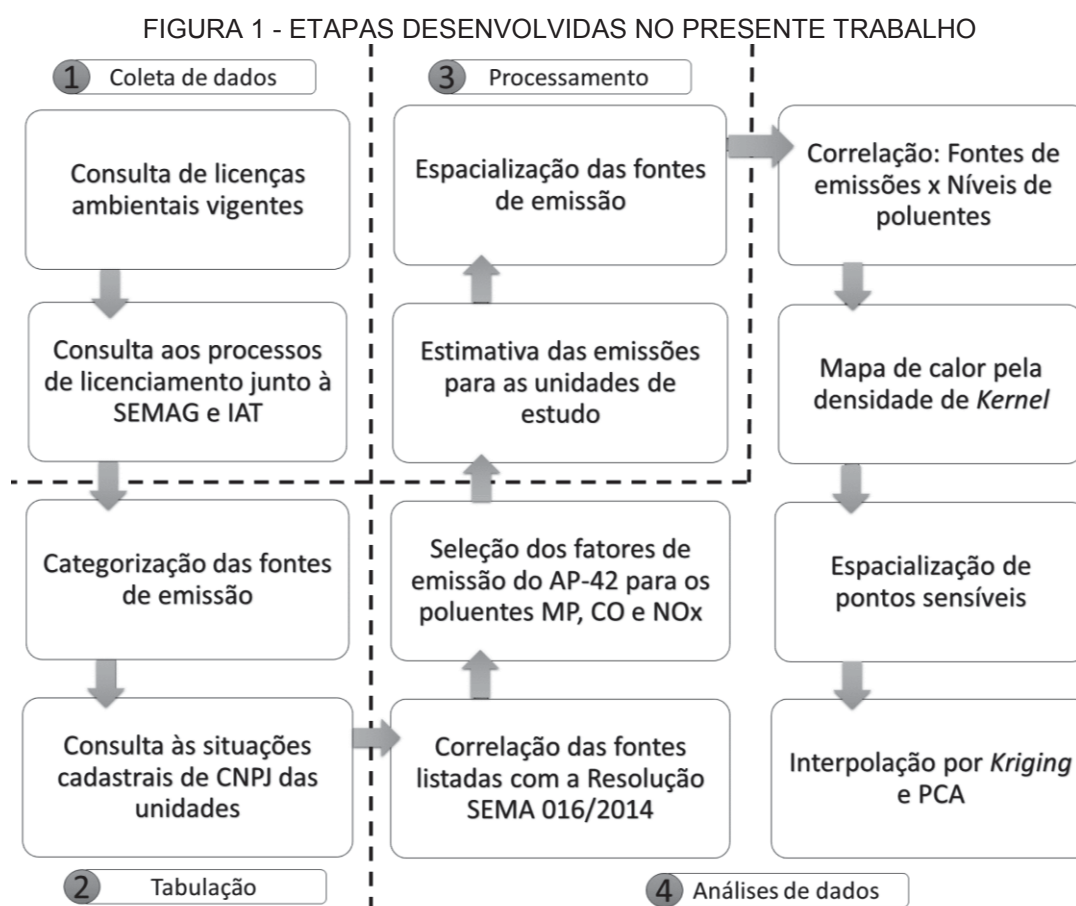 FIGURA 1 - ETAPAS DESENVOLVIDAS NO PRESENTE TRABALHO
1 Coleta de dados
Consulta de licenças
ambientais vigentes
Consulta aos processos
de licenciamento junto à
SEMAG e IAT
Categorização das fontes
de emissão
Consulta às situações
cadastrais de CNPJ das
unidades
2 Tabulação
3 Processamento
Espacialização das fontes
de emissão
Estimativa das emissões
para as unidades de
estudo
Seleção dos fatores de
emissão do AP-42 para os
poluentes MP, CO e NOx
Correlação das fontes
listadas com a Resolução
SEMA 016/2014
Correlação: Fontes de
emissões x Níveis de
poluentes
Mapa de calor pela
densidade de Kernel
Espacialização de
pontos sensíveis
Interpolação por Kriging
e PCA
4 Análises de dados